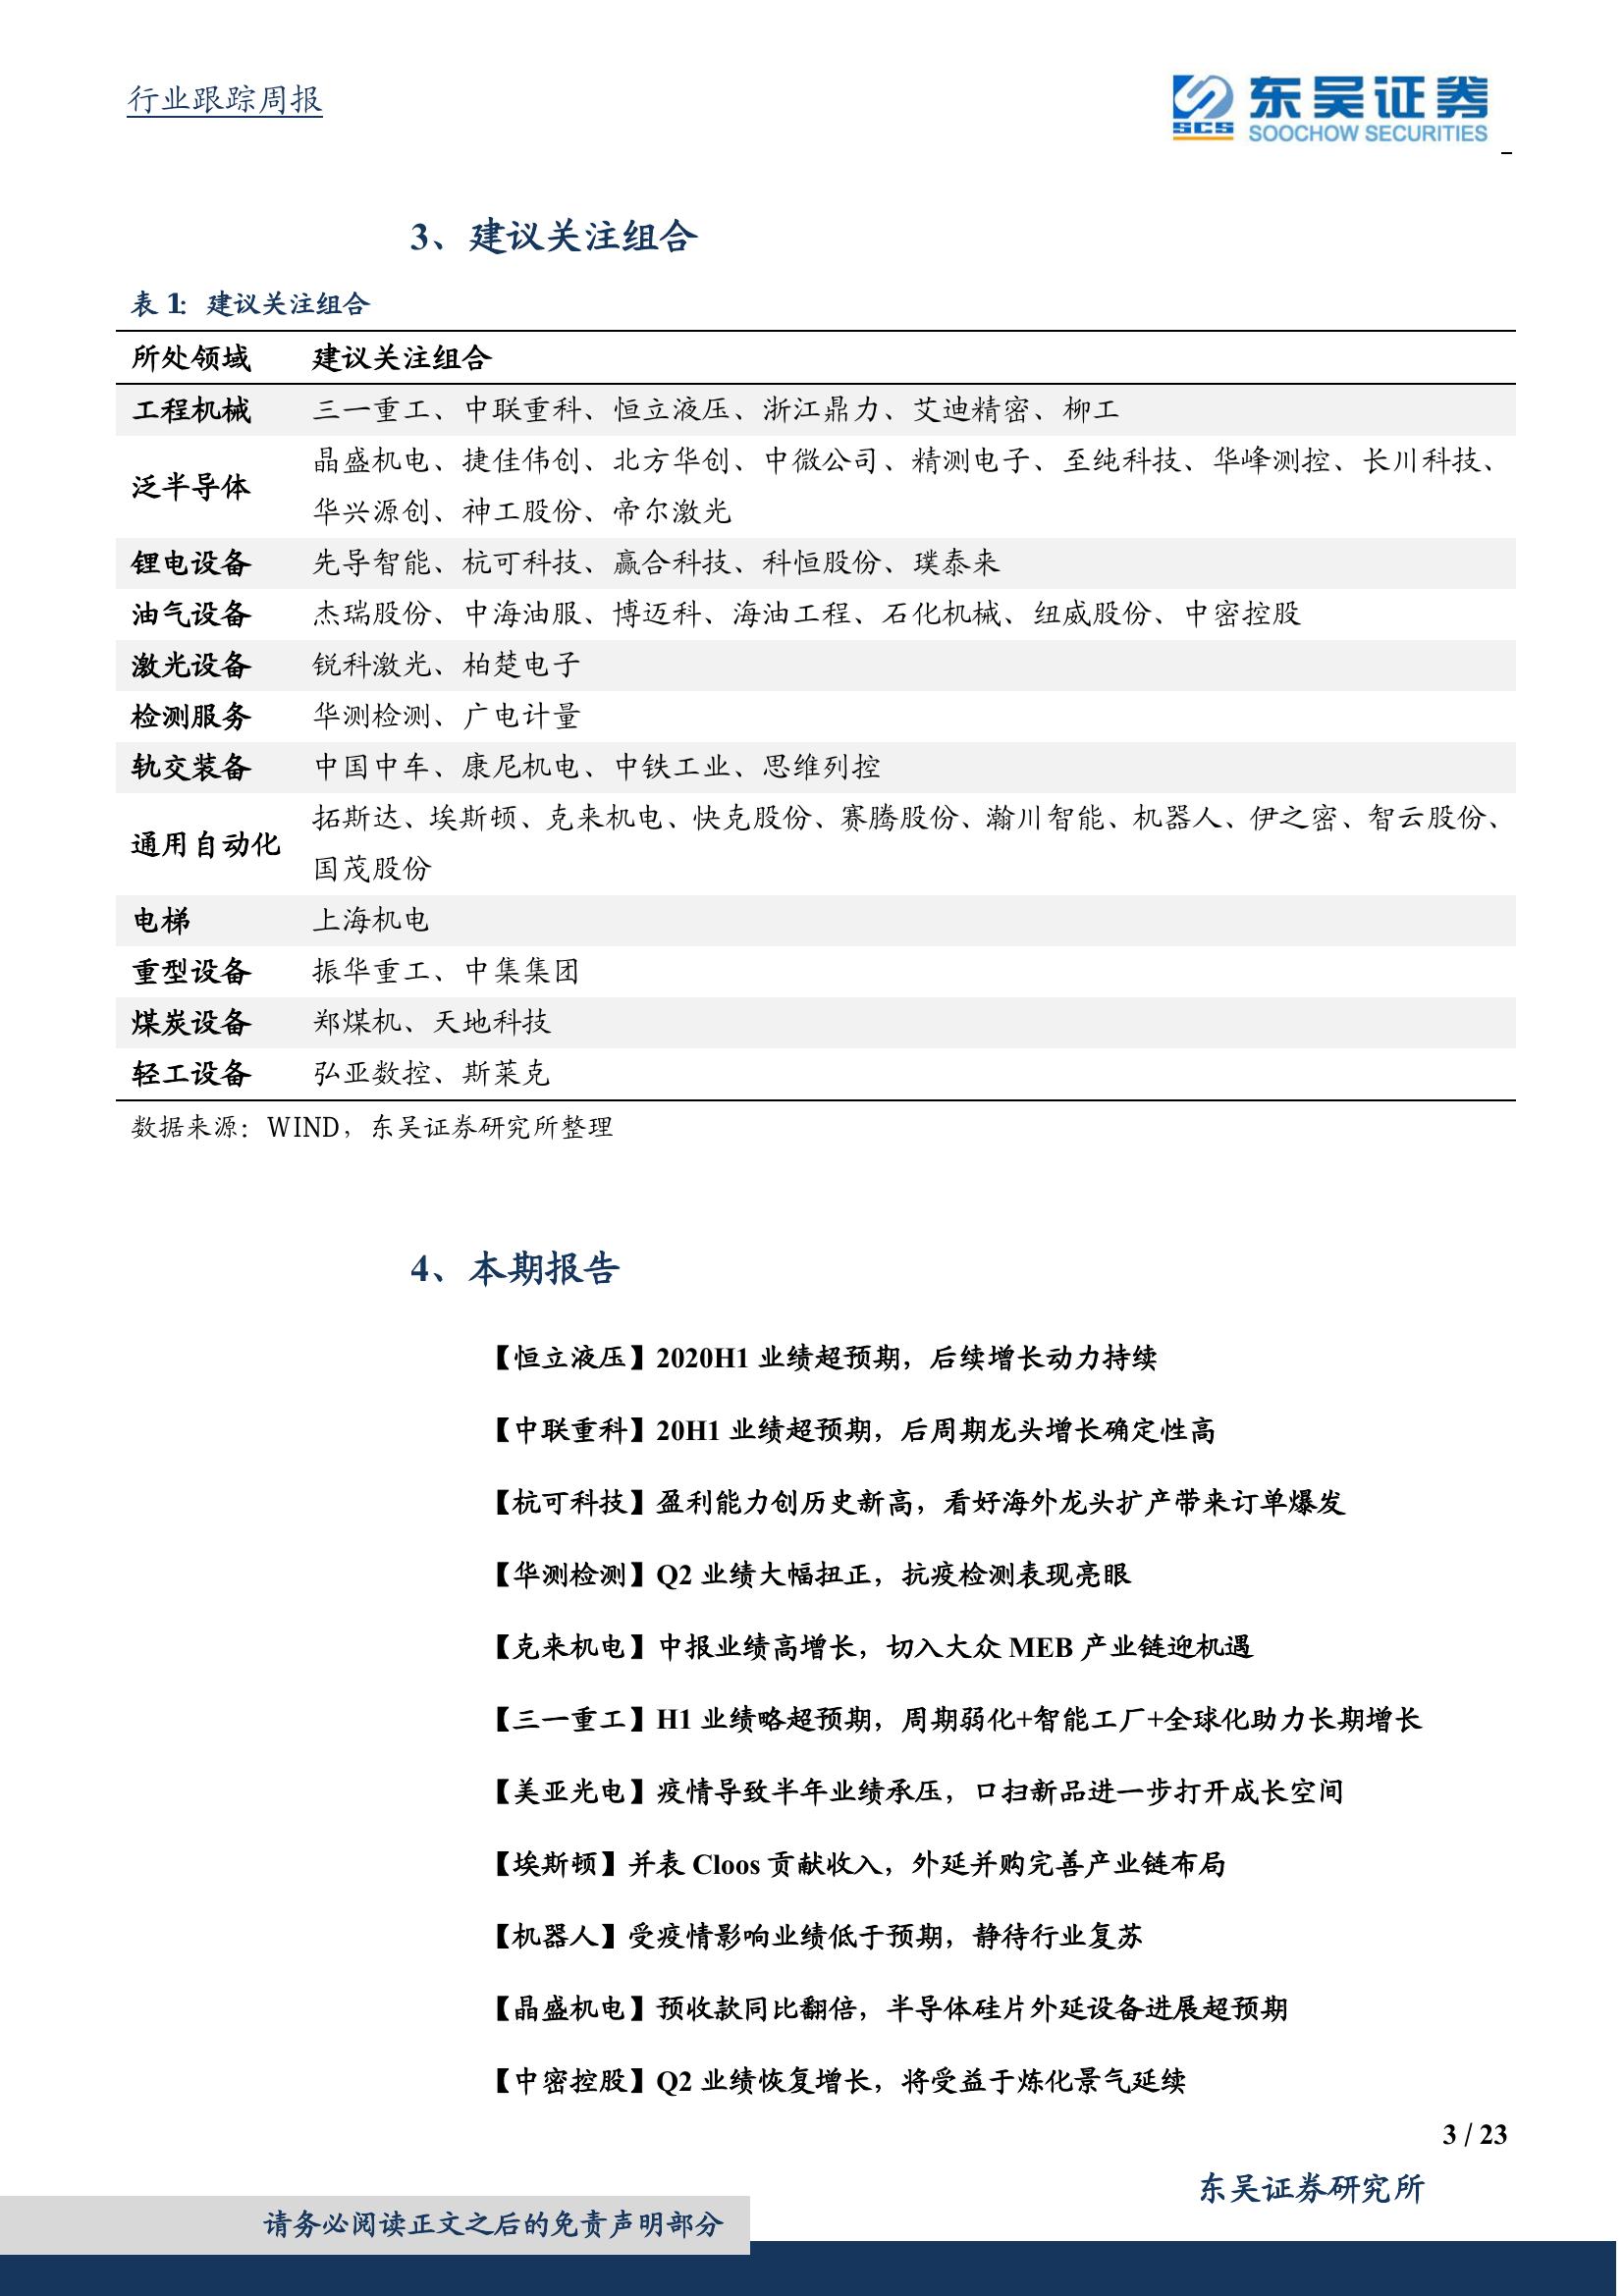 行业跟踪周报
SCS 东吴证券
SOOCHOW SECURITIES
3、建议关注组合
表 1: 建议关注组合
所处领域 建议关注组合
工程机械 三一重工、中联重科、恒立液压、浙江鼎力、艾迪精密、柳工
泛半导体 晶盛机电、捷佳伟创、北方华创、中微公司、精测电子、至纯科技、华峰测控、长川科技、
华兴源创、神工股份、帝尔激光
锂电设备 先导智能、杭可科技、赢合科技、科恒股份、璞泰来
油气设备 杰瑞股份、中海油服、博迈科、海油工程、石化机械、纽威股份、中密控股
激光设备 锐科激光、柏楚电子
检测服务 华测检测、广电计量
轨交装备 中国中车、康尼机电、中铁工业、思维列控
通用自动化 拓斯达、埃斯顿、克来机电、快克股份、赛腾股份、瀚川智能、机器人、伊之密、智云股份、
国茂股份
电梯 上海机电
重型设备 振华重工、中集集团
煤炭设备 郑煤机、天地科技
轻工设备 弘亚数控、斯莱克
数据来源：WIND，东吴证券研究所整理
4、本期报告
【恒立液压】2020H1 业绩超预期，后续增长动力持续
【中联重科】20H1 业绩超预期，后周期龙头增长确定性高
【杭可科技】盈利能力创历史新高，看好海外龙头扩产带来订单爆发
【华测检测】Q2 业绩大幅扭正，抗疫检测表现亮眼
【克来机电】中报业绩高增长，切入大众 MEB 产业链迎机遇
【三一重工】H1 业绩略超预期，周期弱化+智能工厂+全球化助力长期增长
【美亚光电】疫情导致半年业绩承压，口扫新品进一步打开成长空间
【埃斯顿】并表 Cloos 贡献收入，外延并购完善产业链布局
【机器人】受疫情影响业绩低于预期，静待行业复苏
【晶盛机电】预收款同比翻倍，半导体硅片外延设备进展超预期
【中密控股】Q2 业绩恢复增长，将受益于炼化景气延续
3 / 23
东吴证券研究所
请务必阅读正文之后的免责声明部分